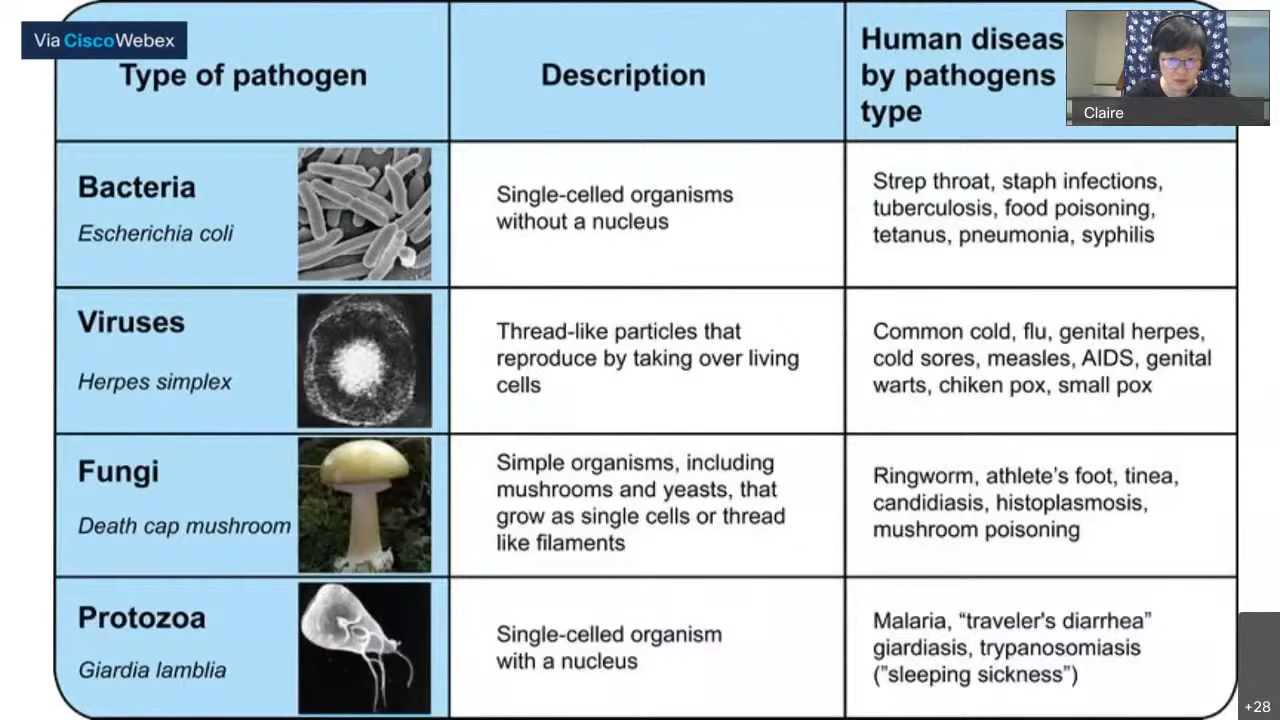 Via CiscoWebex
Type of pathogen
Description
Human diseas
by pathogens
type
Claire
Bacteria
Escherichia coli
Single-celled organisms
without a nucleus
Strep throat, staph infections,
tuberculosis, food poisoning,
tetanus, pneumonia, syphilis
Viruses
Herpes simplex
Thread-like particles that
reproduce by taking over living
cells
Common cold, flu, genital herpes,
cold sores, measles, AIDS, genital
warts, chiken pox, small pox
Fungi
Death cap mushroom
Simple organisms, including
mushrooms and yeasts, that
grow as single cells or thread
like filaments
Ringworm, athlete's foot, tinea,
candidiasis, histoplasmosis,
mushroom poisoning
Protozoa
Giardia lamblia
Single-celled organism
with a nucleus
Malaria, “traveler's diarrhea”
giardiasis, trypanosomiasis
(”sleeping sickness”)
+28